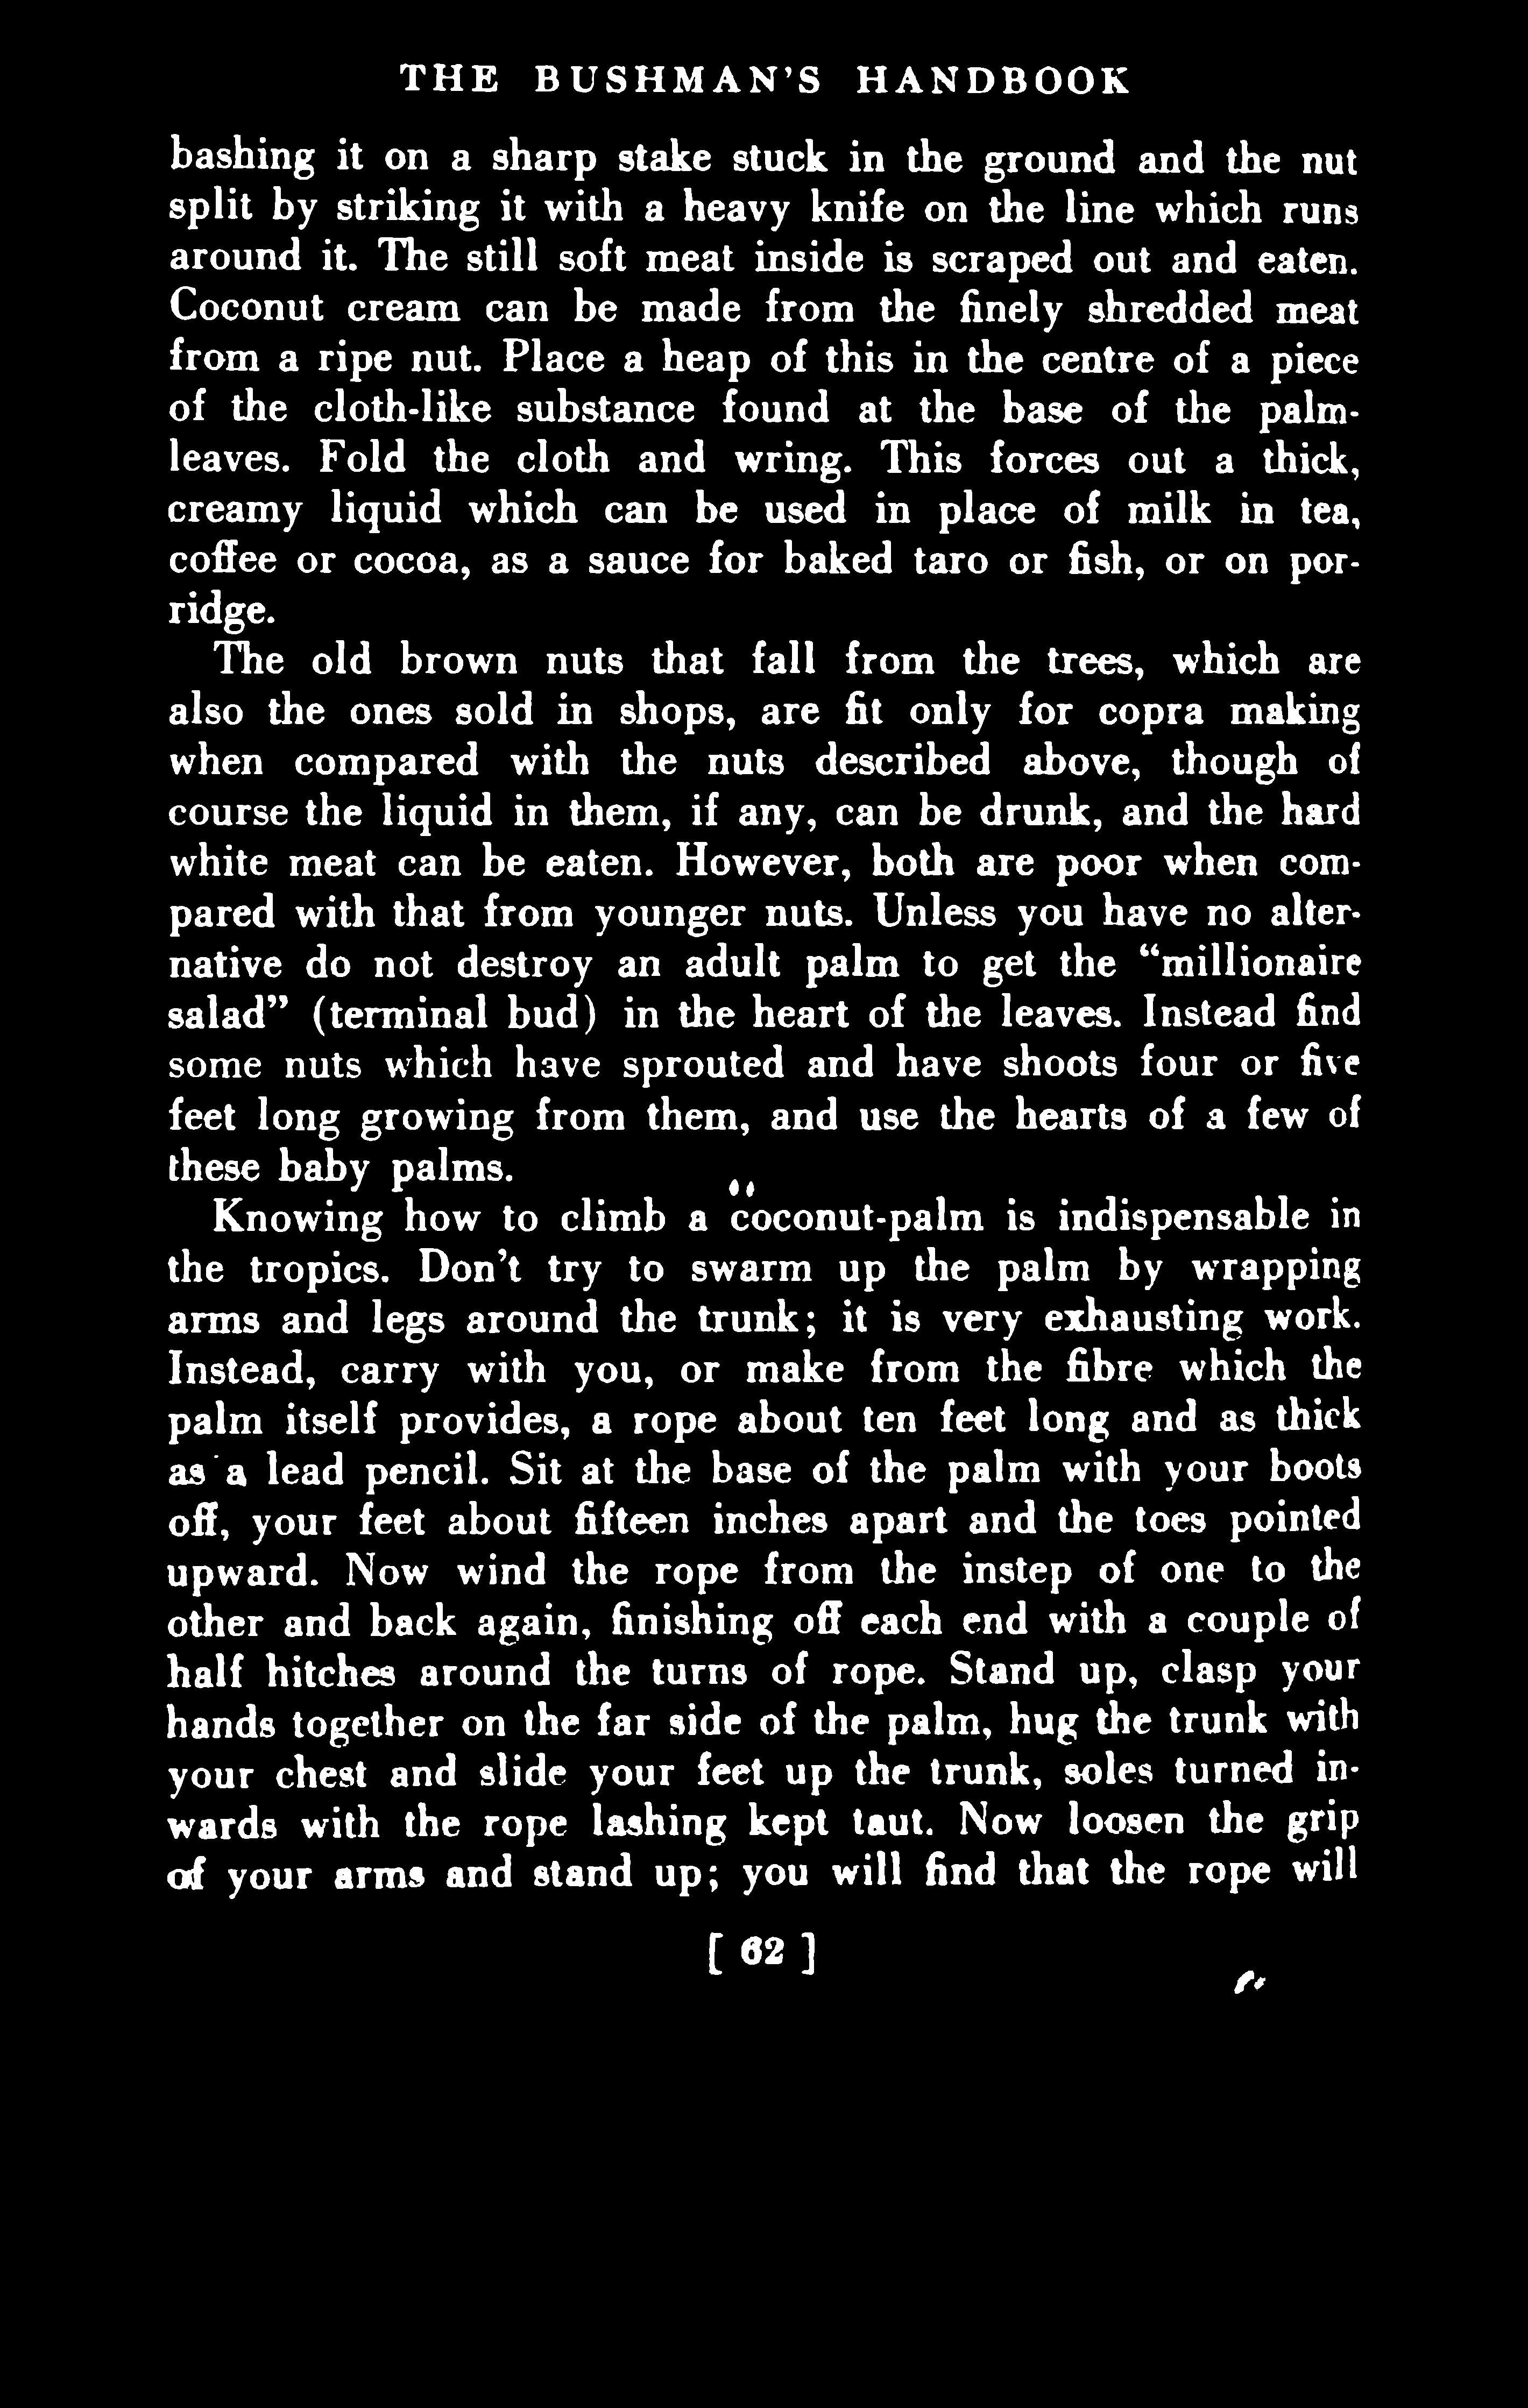 THE BUSHMAN'S HANDBOOK
bashing it on a sharp stake stuck in the ground and the nut
split by striking it with a heavy knife on the line which runs
around it. The still soft meat inside is scraped out and eaten.
Coconut cream can be made from the finely shredded meat
from a ripe nut. Place a heap of this in the centre of a piece
of the cloth-like substance found at the base of the palm-
leaves. Fold the cloth and wring. This forces out a thick,
creamy liquid which can be used in place of milk in tea,
coffee or cocoa, as a sauce for baked taro or fish, or on por-
ridge.
The old brown nuts that fall from the trees, which are
also the ones sold in shops, are fit only for copra making
when compared with the nuts described above, though of
course the liquid in them, if any, can be drunk, and the hard
white meat can be eaten. However, both are poor when com-
pared with that from younger nuts. Unless you have no alter-
native do not destroy an adult palm to get the "millionaire
salad" (terminal bud) in the heart of the leaves. Instead find
some nuts which have sprouted and have shoots four or five
feet long growing from them, and use the hearts of a few of
these baby palms.
Knowing how to climb a coconut-palm is indispensable in
the tropics. Don't try to swarm up the palm by wrapping
arms and legs around the trunk; it is very exhausting work.
Instead, carry with you, or make from the fibre which the
palm itself provides, a rope about ten feet long and as thick
as a lead pencil. Sit at the base of the palm with your boots
off, your feet about fifteen inches apart and the toes pointed
upward. Now wind the rope from the instep of one to the
other and back again, finishing off each end with a couple of
half hitches around the turns of rope. Stand up, clasp your
hands together on the far side of the palm, hug the trunk with
your chest and slide your feet up the trunk, soles turned in-
wards with the rope lashing kept taut. Now loosen the grip
of your arms and stand up; you will find that the rope will
[ 62 ]